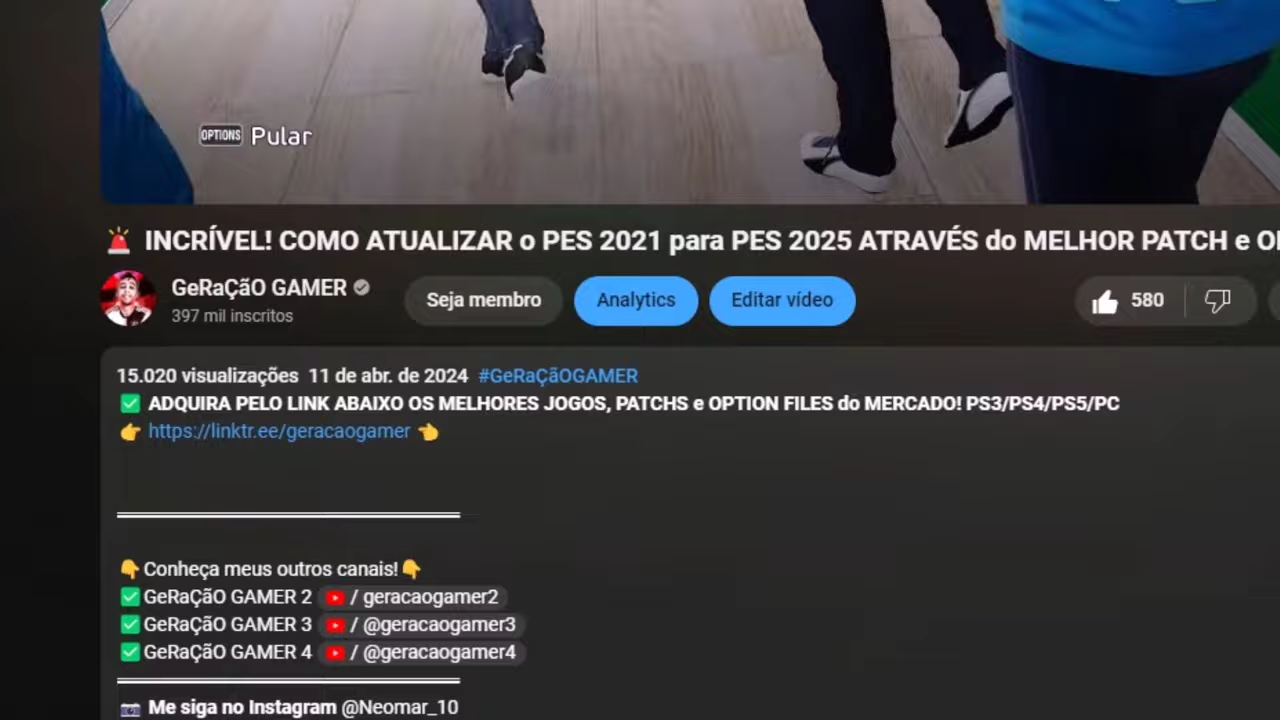 OPTIONS Pular
🚨 INCRÍVEL! COMO ATUALIZAR o PES 2021 para PES 2025 ATRAVÉS do MELHOR PATCH e
GeRaÇãO GAMER
397 mil inscritos
Seja membro
Analytics
Editar vídeo
580
15.020 visualizações 11 de abr. de 2024 #GeRaÇãOGAMER
✅ ADQUIRA PELO LINK ABAIXO OS MELHORES JOGOS, PATCHS e OPTION FILES do MERCADO! PS3/PS4/PS5/PC
👉 https://linktr.ee/geracaogamer 👈
👇Conheça meus outros canais!👇
✅GeRaÇãO GAMER 2 / geracaogamer2
✅GeRaÇãO GAMER 3 / @geracaogamer3
✅GeRaÇãO GAMER 4 / @geracaogamer4
📷 Me siga no Instagram @Neomar_10